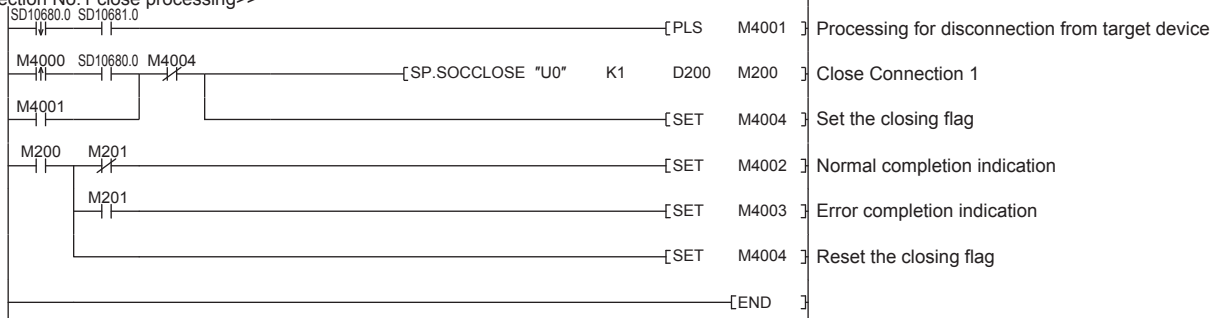 ection No.1 close processing>>
SD10680.0 SD10681.0
[PLS M4001 ] Processing for disconnection from target device
M4000 SD10680.0 M4004
[SP.SOCCLOSE "U0" K1 D200 M200 ] Close Connection 1
M4001
[SET M4004 ] Set the closing flag
M200 M201
[SET M4002 ] Normal completion indication
M201
[SET M4003 ] Error completion indication
[SET M4004 ] Reset the closing flag
[END ]